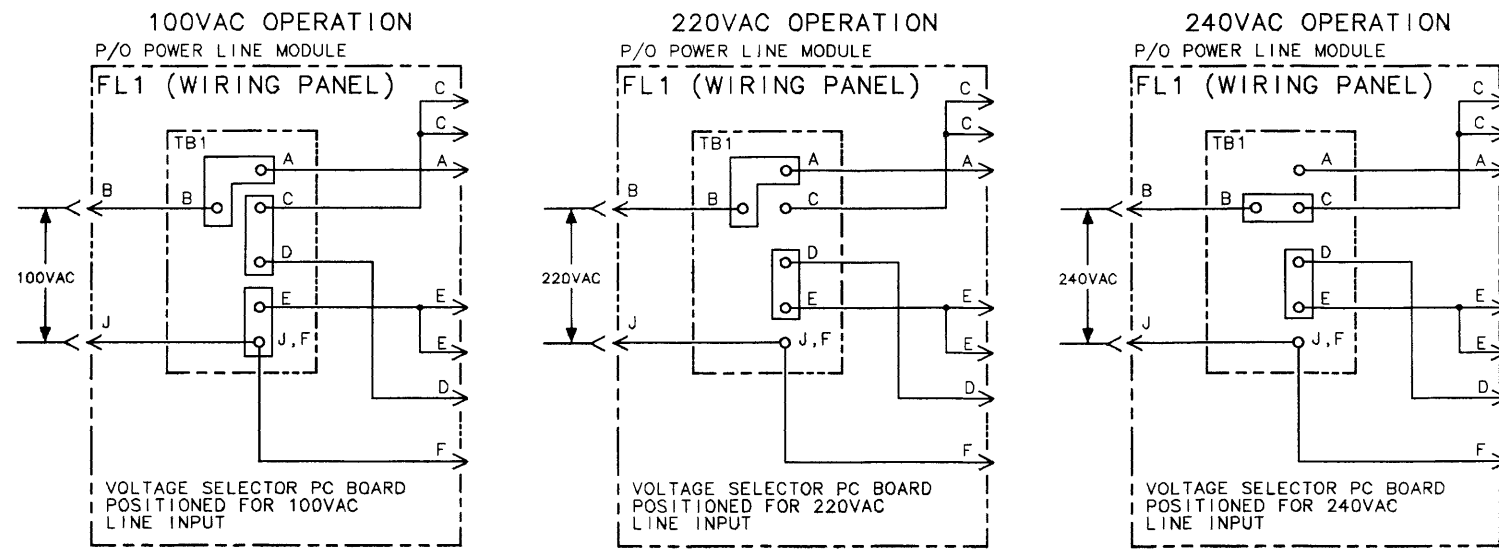 100VAC OPERATION
P/O POWER LINE MODULE
FL1 (WIRING PANEL)
C
C
TB1
A
A
B
B
C
100VAC
D
E
E
J
J,F
E
D
F
VOLTAGE SELECTOR PC BOARD
POSITIONED FOR 100VAC
LINE INPUT
220VAC OPERATION
P/O POWER LINE MODULE
FL1 (WIRING PANEL)
C
C
TB1
A
A
B
B
C
220VAC
D
E
E
J
J,F
E
D
F
VOLTAGE SELECTOR PC BOARD
POSITIONED FOR 220VAC
LINE INPUT
240VAC OPERATION
P/O POWER LINE MODULE
FL1 (WIRING PANEL)
C
C
TB1
A
A
B
B
C
240VAC
D
E
E
J
J,F
E
D
F
VOLTAGE SELECTOR PC BOARD
POSITIONED FOR 240VAC
LINE INPUT